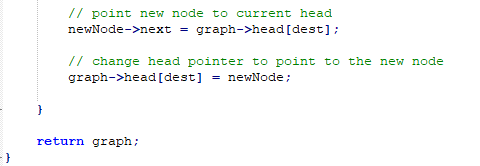 // point new node to current head
newNode->next = graph->head[dest];
// change head pointer to point to the new node
graph->head[dest] = newNode;
}
return graph;
}